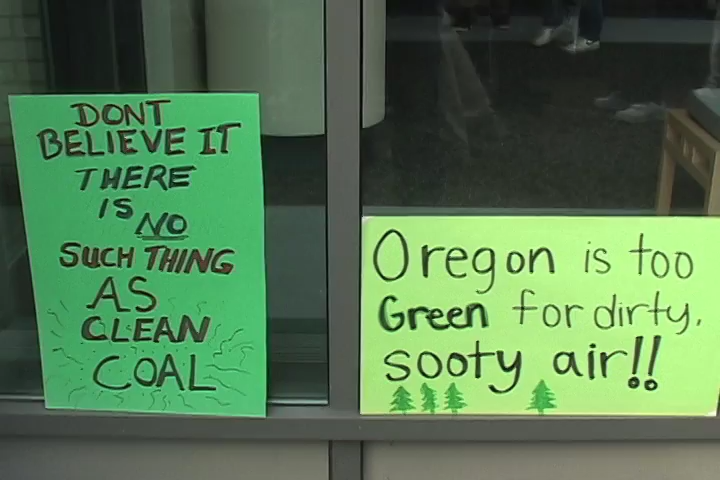 DONT
BELIEVE IT
THERE
IS NO
SUCH THING
AS
CLEAN
COAL
Oregon is too
Green for dirty,
sooty air!!